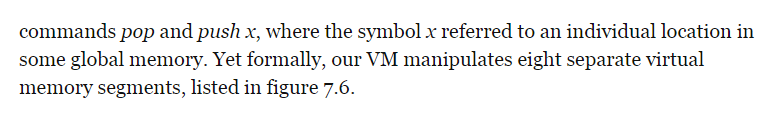 commands pop and push x, where the symbol x referred to an individual location in
some global memory. Yet formally, our VM manipulates eight separate virtual
memory segments, listed in figure 7.6.